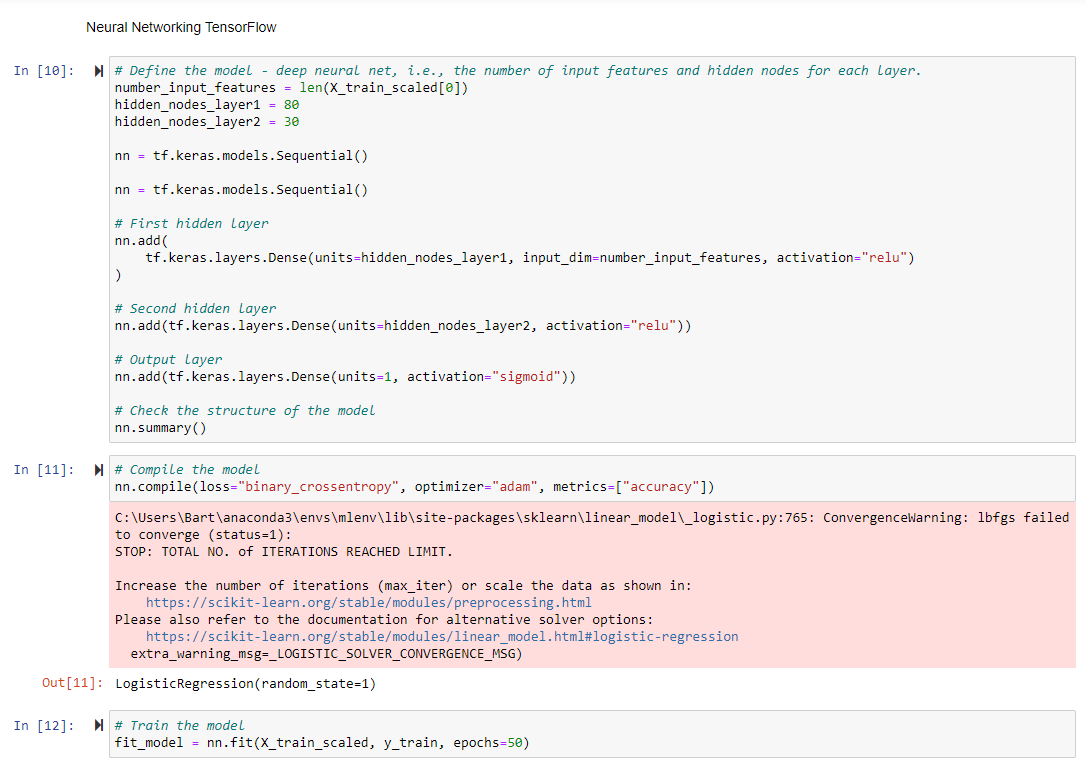 Neural Networking TensorFlow
In [10]:
# Define the model - deep neural net, i.e., the number of input features and hidden nodes for each layer.
number_input_features = len(X_train_scaled[0])
hidden_nodes_layer1 = 80
hidden_nodes_layer2 = 30
nn = tf.keras.models.Sequential()
nn = tf.keras.models.Sequential()
# First hidden layer
nn.add(
    tf.keras.layers.Dense(units=hidden_nodes_layer1, input_dim=number_input_features, activation="relu")
)
# Second hidden layer
nn.add(tf.keras.layers.Dense(units=hidden_nodes_layer2, activation="relu"))
# Output layer
nn.add(tf.keras.layers.Dense(units=1, activation="sigmoid"))
# Check the structure of the model
nn.summary()
In [11]:
# Compile the model
nn.compile(loss="binary_crossentropy", optimizer="adam", metrics=["accuracy"])
C:\Users\Bart\anaconda3\envs\mlenv\lib\site-packages\sklearn\linear_model\_logistic.py:765: ConvergenceWarning: lbfgs failed
to converge (status=1):
STOP: TOTAL NO. of ITERATIONS REACHED LIMIT.
Increase the number of iterations (max_iter) or scale the data as shown in:
    https://scikit-learn.org/stable/modules/preprocessing.html
Please also refer to the documentation for alternative solver options:
    https://scikit-learn.org/stable/modules/linear_model.html#logistic-regression
  extra_warning_msg=_LOGISTIC_SOLVER_CONVERGENCE_MSG)
Out[11]: LogisticRegression(random_state=1)
In [12]:
# Train the model
fit_model = nn.fit(X_train_scaled, y_train, epochs=50)